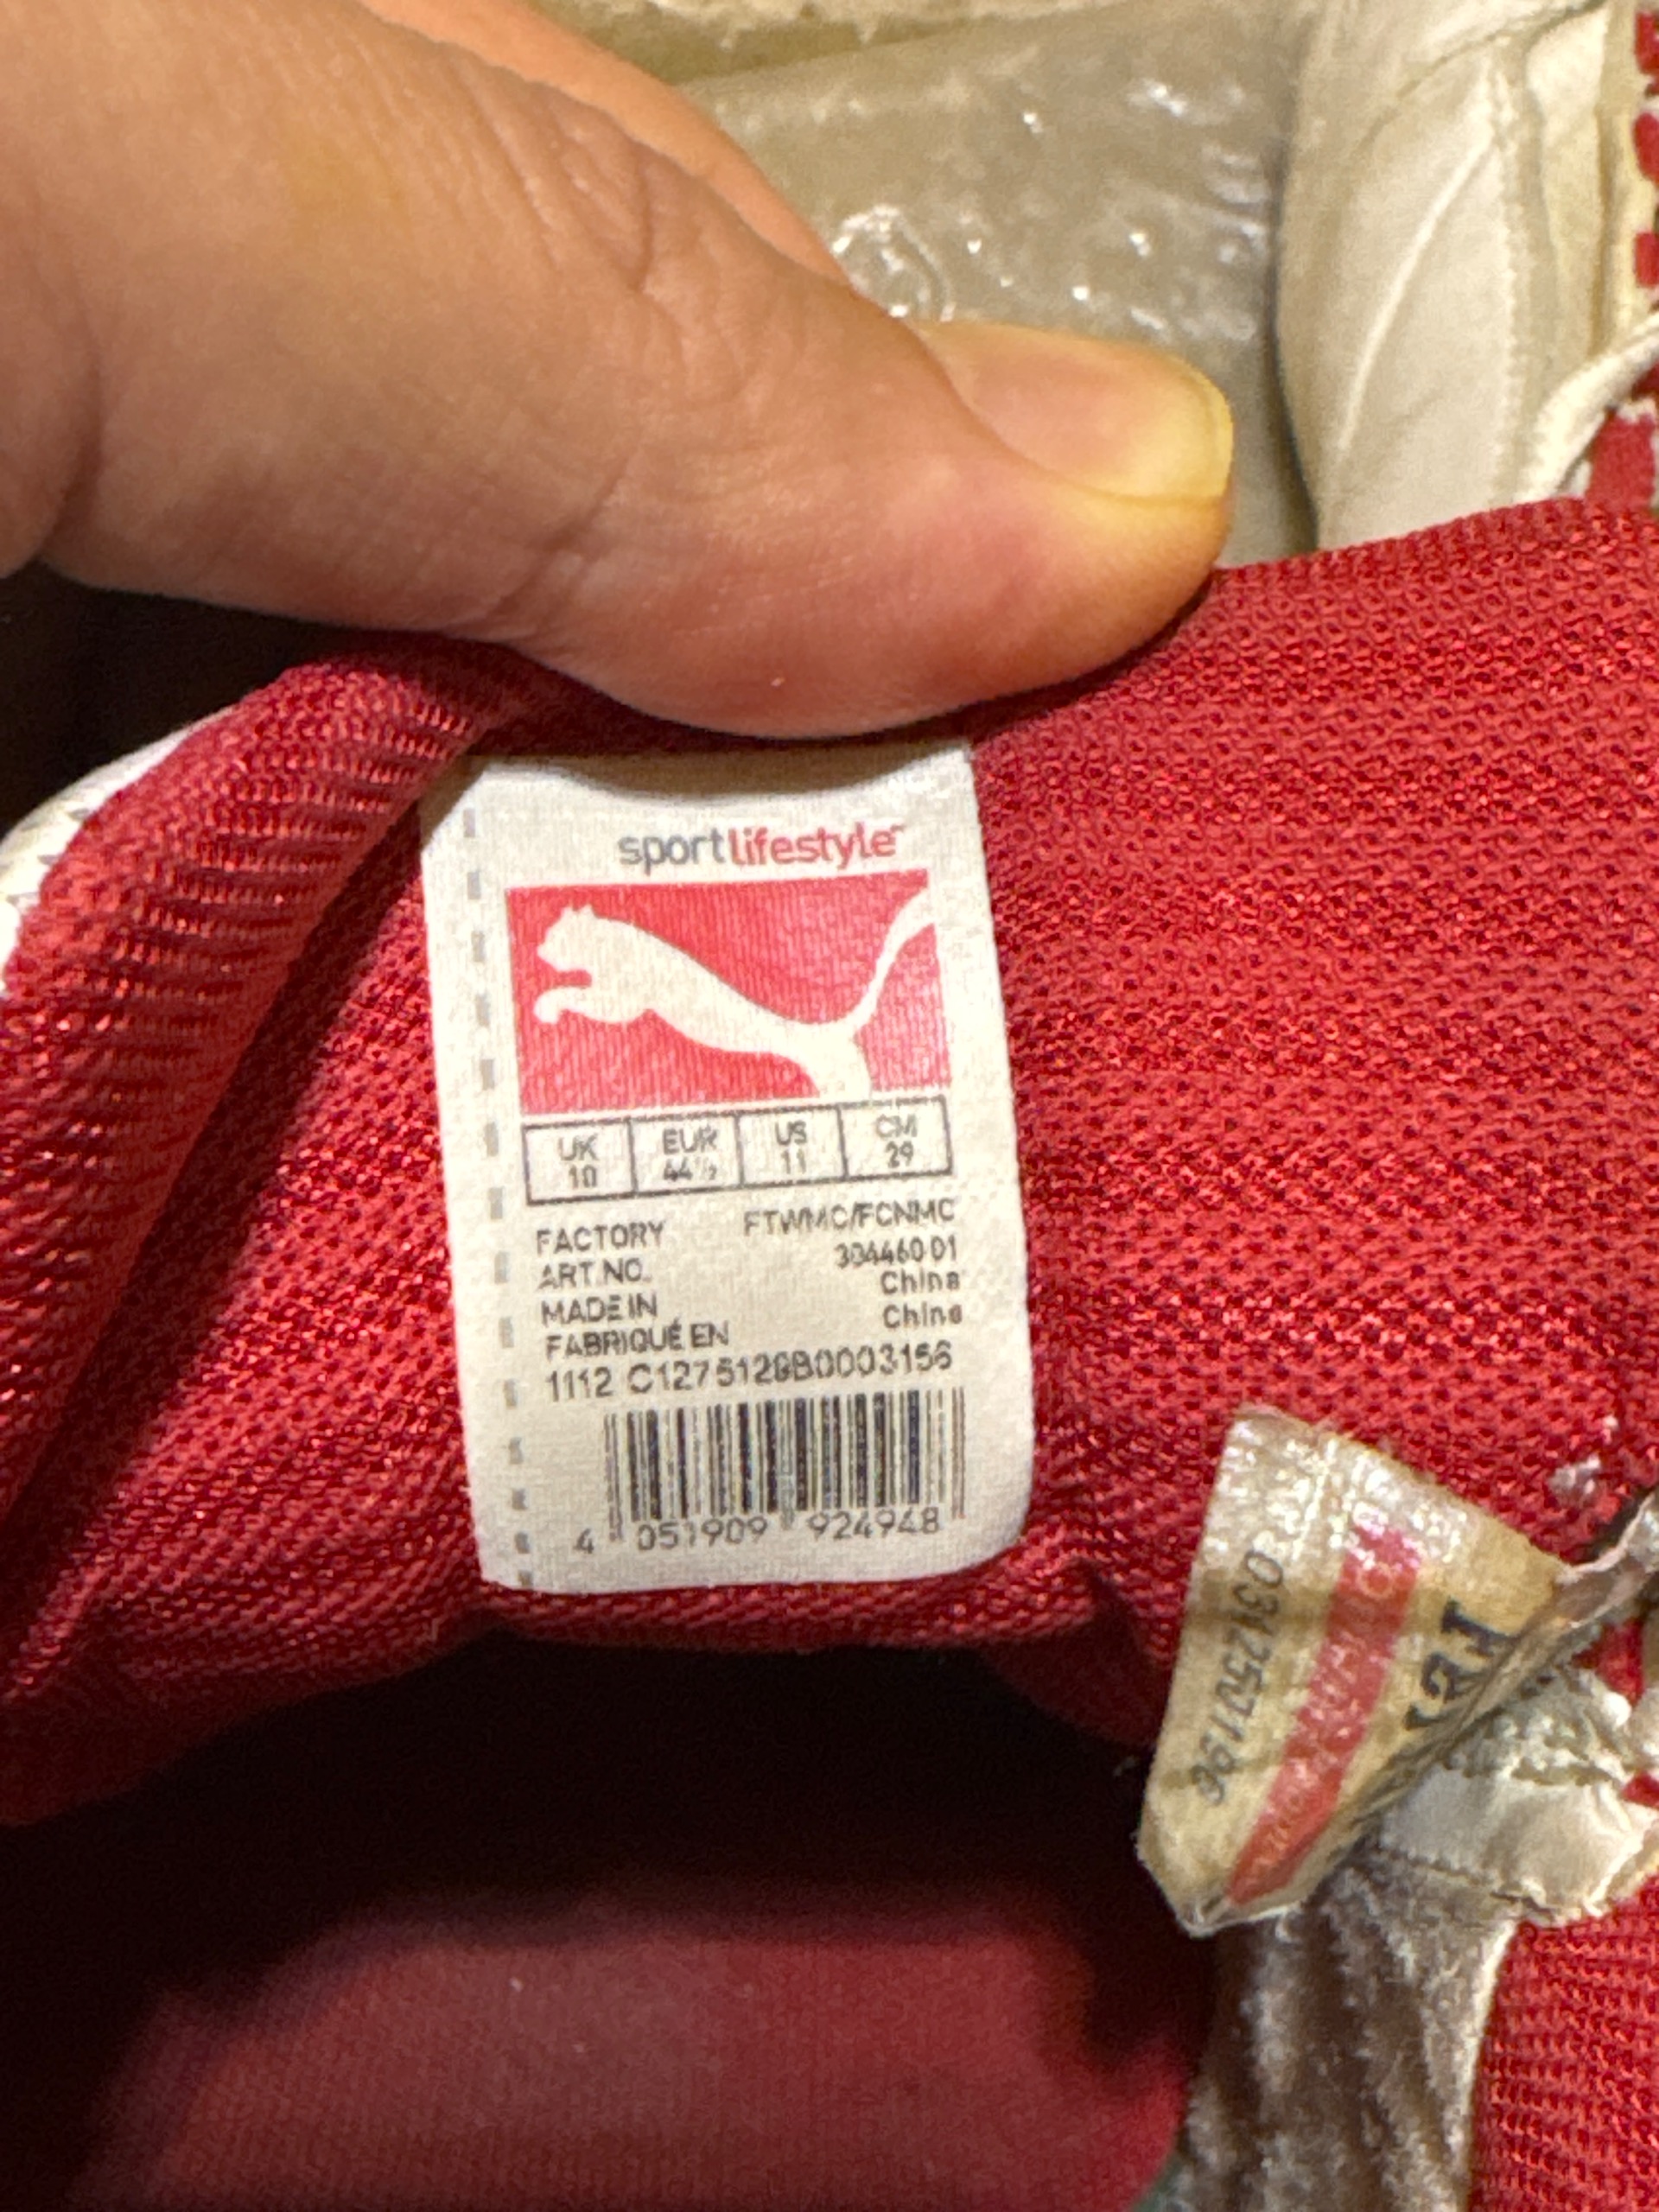 sportlifestyle
UK EUR US CM
10 44½ 11 29
FACTORY FTWMC/FCNMC
ART.NO. 304460 01
MADE IN China
FABRIQUÉ EN China
1112 C1275128B0003156
4 051909 924948